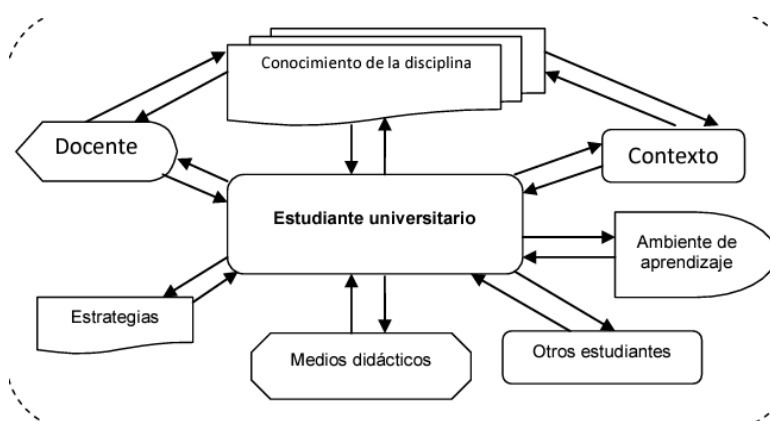 Conocimiento de la disciplina
Docente
Contexto
Estudiante universitario
Ambiente de
aprendizaje
Estrategias
Medios didácticos
Otros estudiantes